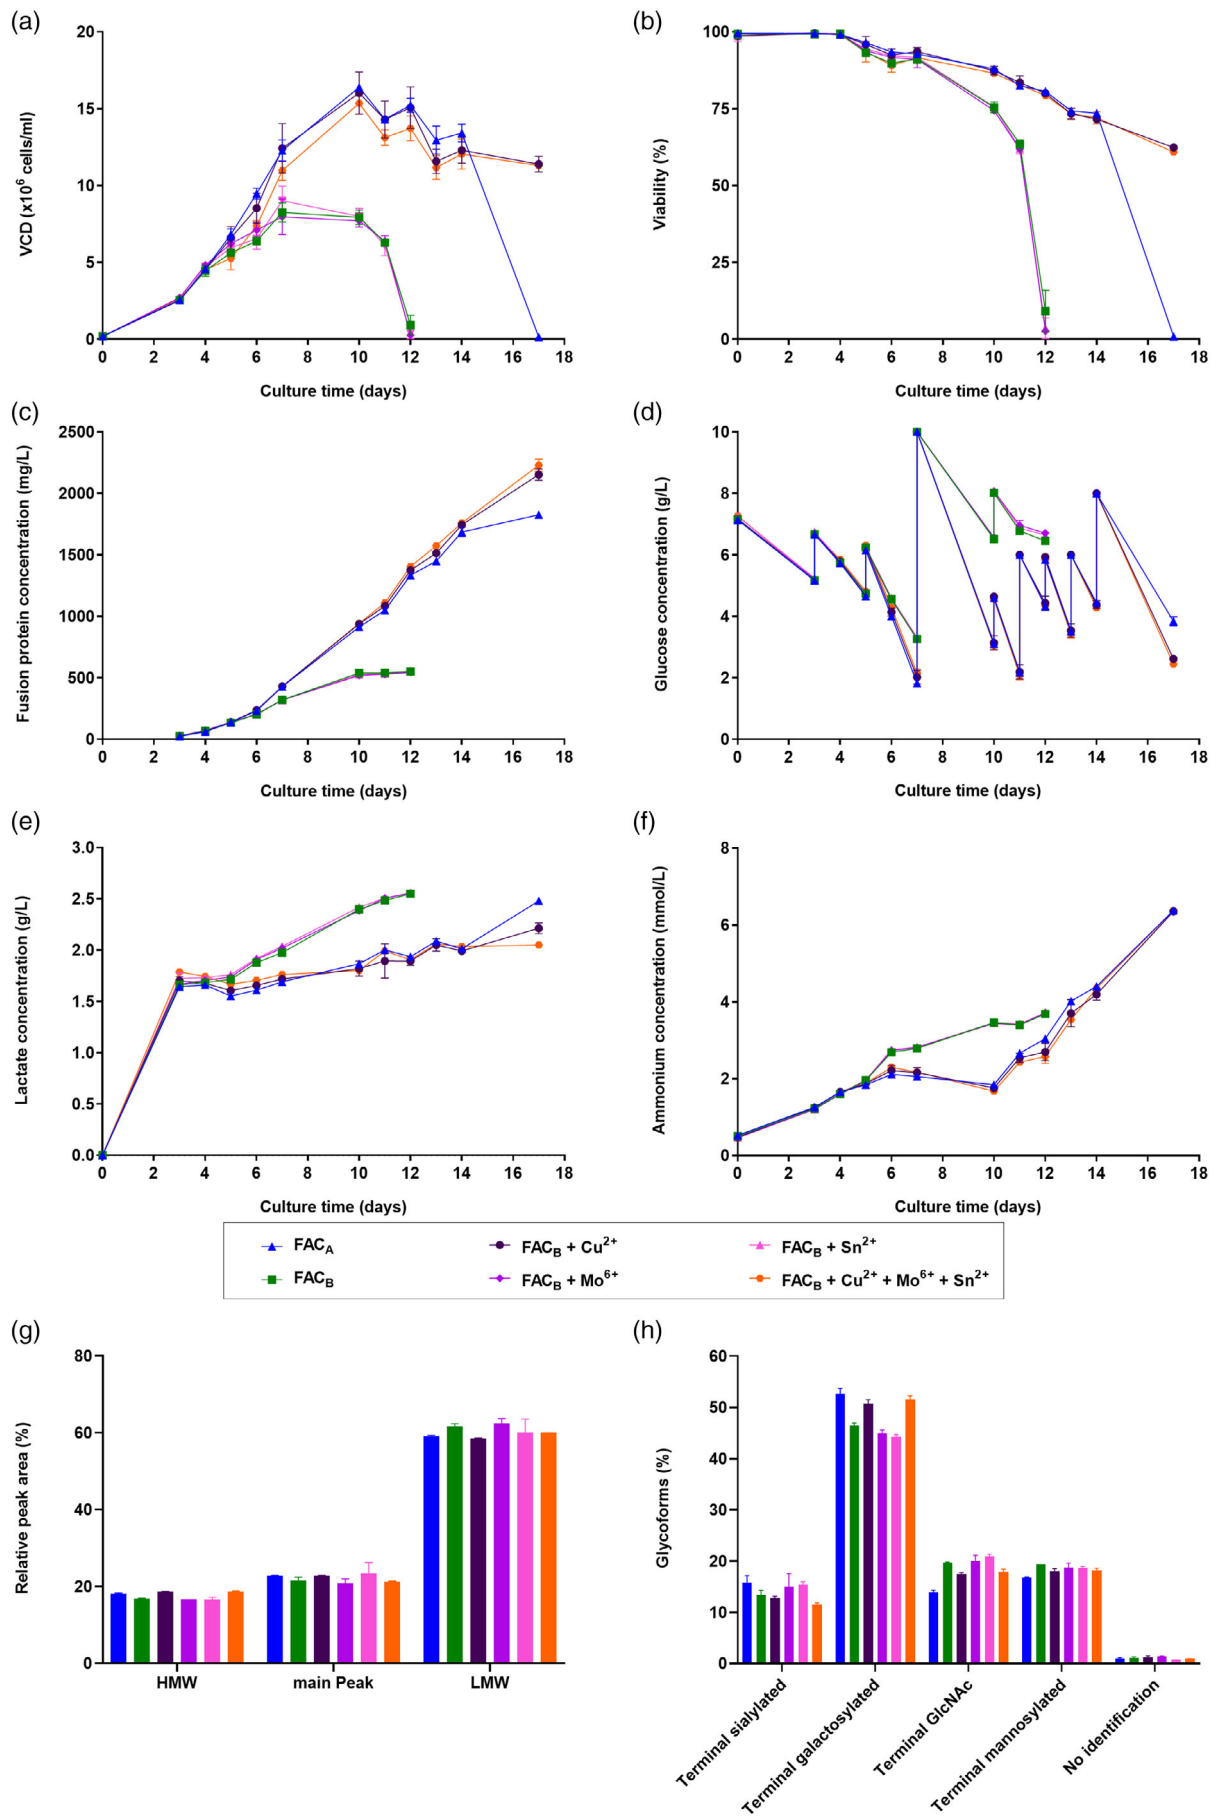 (a)
20
15
10
5
0
VCD (x10⁶ cells/ml)
0 2 4 6 8 10 12 14 16 18
Culture time (days)
(b)
100
75
50
25
0
Viability (%)
0 2 4 6 8 10 12 14 16 18
Culture time (days)
(c)
2500
2000
1500
1000
500
0
Fusion protein concentration (mg/L)
0 2 4 6 8 10 12 14 16 18
Culture time (days)
(d)
10
8
6
4
2
0
Glucose concentration (g/L)
0 2 4 6 8 10 12 14 16 18
Culture time (days)
(e)
3.0
2.5
2.0
1.5
1.0
0.5
0.0
Lactate concentration (g/L)
0 2 4 6 8 10 12 14 16 18
Culture time (days)
(f)
8
6
4
2
0
Ammonium concentration (mmol/L)
0 2 4 6 8 10 12 14 16 18
Culture time (days)
FAC_A
FAC_B + Cu²⁺
FAC_B + Sn²⁺
FAC_B
FAC_B + Mo⁶⁺
FAC_B + Cu²⁺ + Mo⁶⁺ + Sn²⁺
(g)
80
60
40
20
0
Relative peak area (%)
HMW main Peak LMW
(h)
60
50
40
30
20
10
0
Glycoforms (%)
Terminal sialylated
Terminal galactosylated
Terminal GlcNAc
Terminal mannosylated
No identification